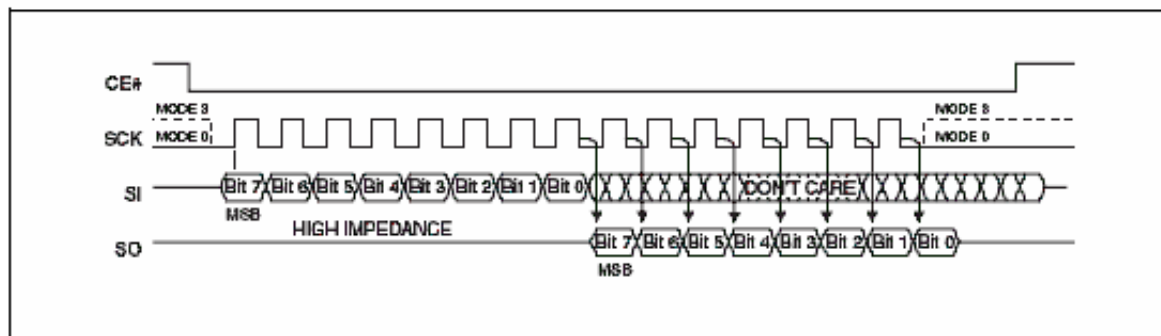 CE#
MODE 3 MODE 3
SCK MODE 0 MODE 0
SI Bit 7 Bit 6 Bit 5 Bit 4 Bit 3 Bit 2 Bit 1 Bit 0 DON'T CARE
MSB
HIGH IMPEDANCE
SO Bit 7 Bit 6 Bit 5 Bit 4 Bit 3 Bit 2 Bit 1 Bit 0
MSB